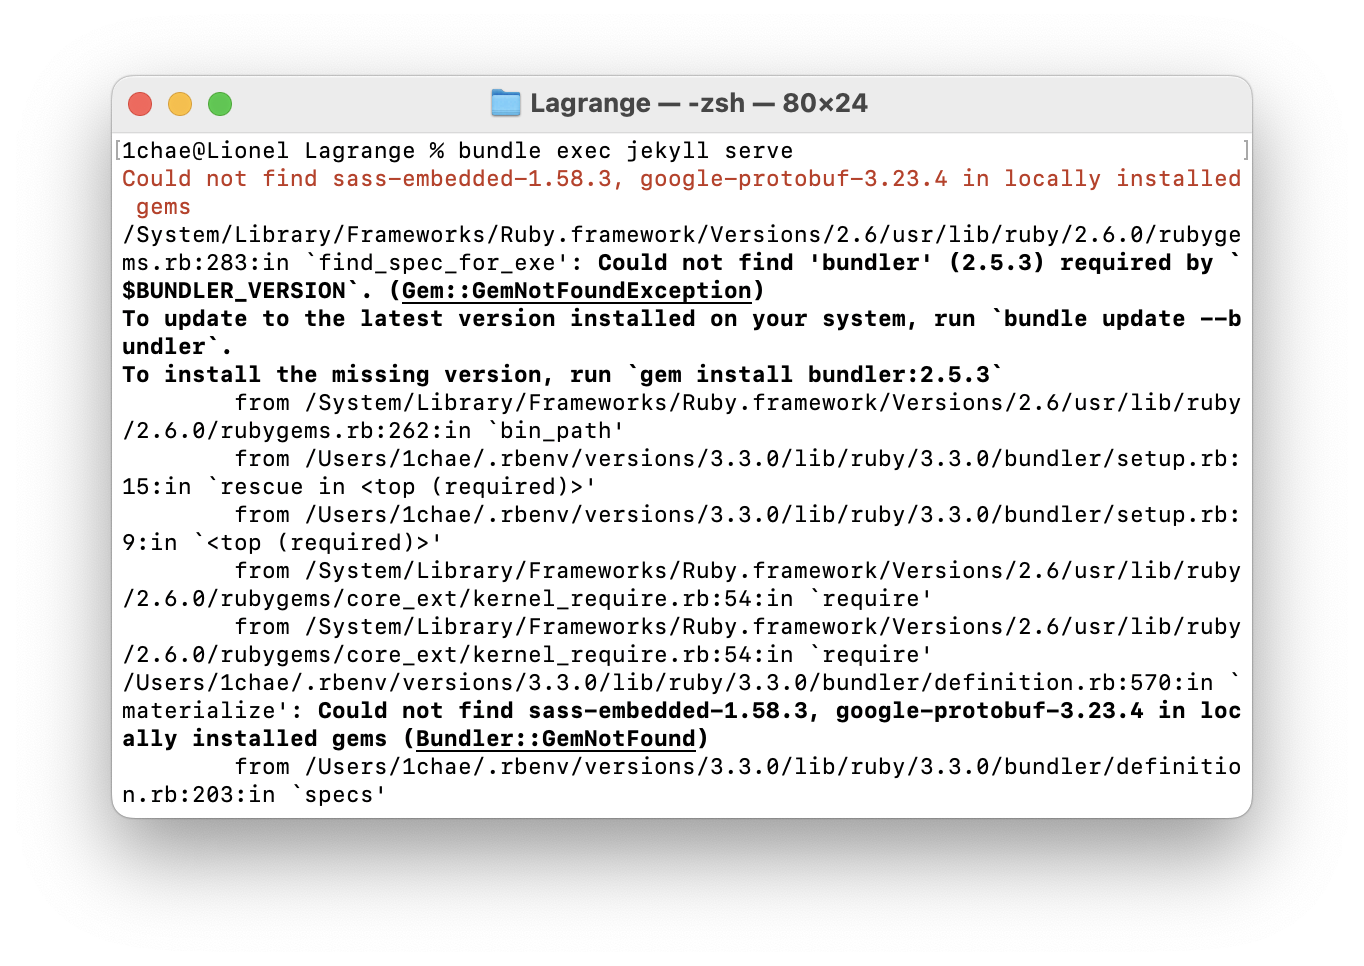 Lagrange — -zsh — 80×24
[1chae@Lionel Lagrange % bundle exec jekyll serve ]
Could not find sass-embedded-1.58.3, google-protobuf-3.23.4 in locally installed
 gems
/System/Library/Frameworks/Ruby.framework/Versions/2.6/usr/lib/ruby/2.6.0/rubyge
ms.rb:283:in `find_spec_for_exe': Could not find 'bundler' (2.5.3) required by `
$BUNDLER_VERSION`. (Gem::GemNotFoundException)
To update to the latest version installed on your system, run `bundle update --b
undler`.
To install the missing version, run `gem install bundler:2.5.3`
        from /System/Library/Frameworks/Ruby.framework/Versions/2.6/usr/lib/ruby
/2.6.0/rubygems.rb:262:in `bin_path'
        from /Users/1chae/.rbenv/versions/3.3.0/lib/ruby/3.3.0/bundler/setup.rb:
15:in `rescue in <top (required)>'
        from /Users/1chae/.rbenv/versions/3.3.0/lib/ruby/3.3.0/bundler/setup.rb:
9:in `<top (required)>'
        from /System/Library/Frameworks/Ruby.framework/Versions/2.6/usr/lib/ruby
/2.6.0/rubygems/core_ext/kernel_require.rb:54:in `require'
        from /System/Library/Frameworks/Ruby.framework/Versions/2.6/usr/lib/ruby
/2.6.0/rubygems/core_ext/kernel_require.rb:54:in `require'
/Users/1chae/.rbenv/versions/3.3.0/lib/ruby/3.3.0/bundler/definition.rb:570:in `
materialize': Could not find sass-embedded-1.58.3, google-protobuf-3.23.4 in loc
ally installed gems (Bundler::GemNotFound)
        from /Users/1chae/.rbenv/versions/3.3.0/lib/ruby/3.3.0/bundler/definitio
n.rb:203:in `specs'